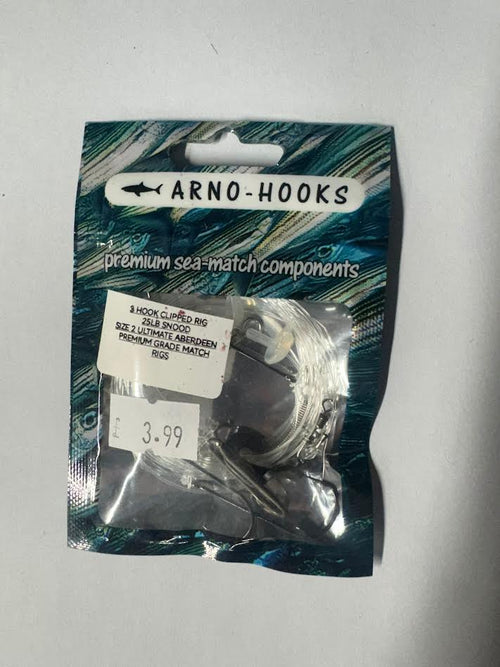 ARNO-HOOKS
premium sea-match components
3 HOOK CLIPPED RIG
25LB SNOOD
SIZE 2 ULTIMATE ABERDEEN
PREMIUM GRADE MATCH
RIGS
3.99